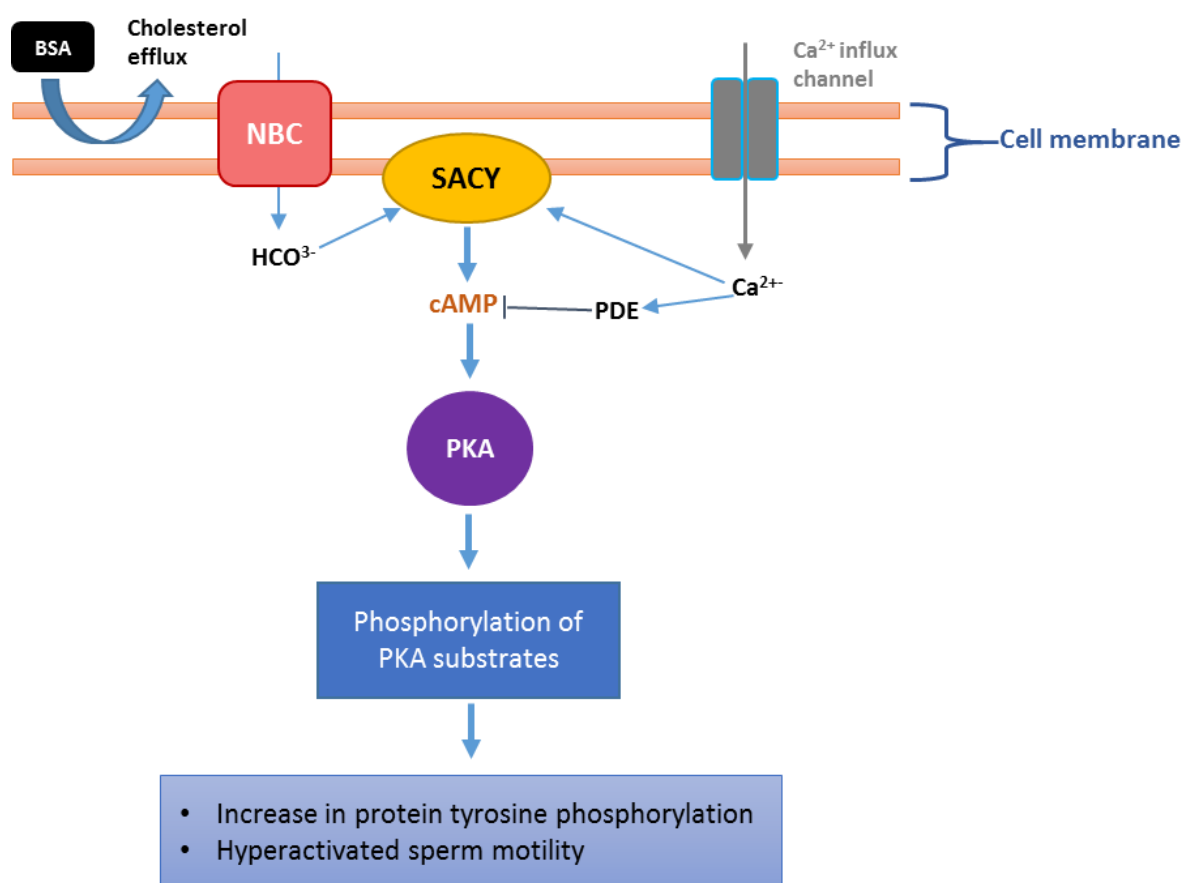 BSA
Cholesterol
efflux
NBC
SACY
Ca²⁺ influx
channel
Cell membrane
HCO³⁻
Ca²⁺⁻
cAMP
PDE
PKA
Phosphorylation of
PKA substrates
• Increase in protein tyrosine phosphorylation
• Hyperactivated sperm motility